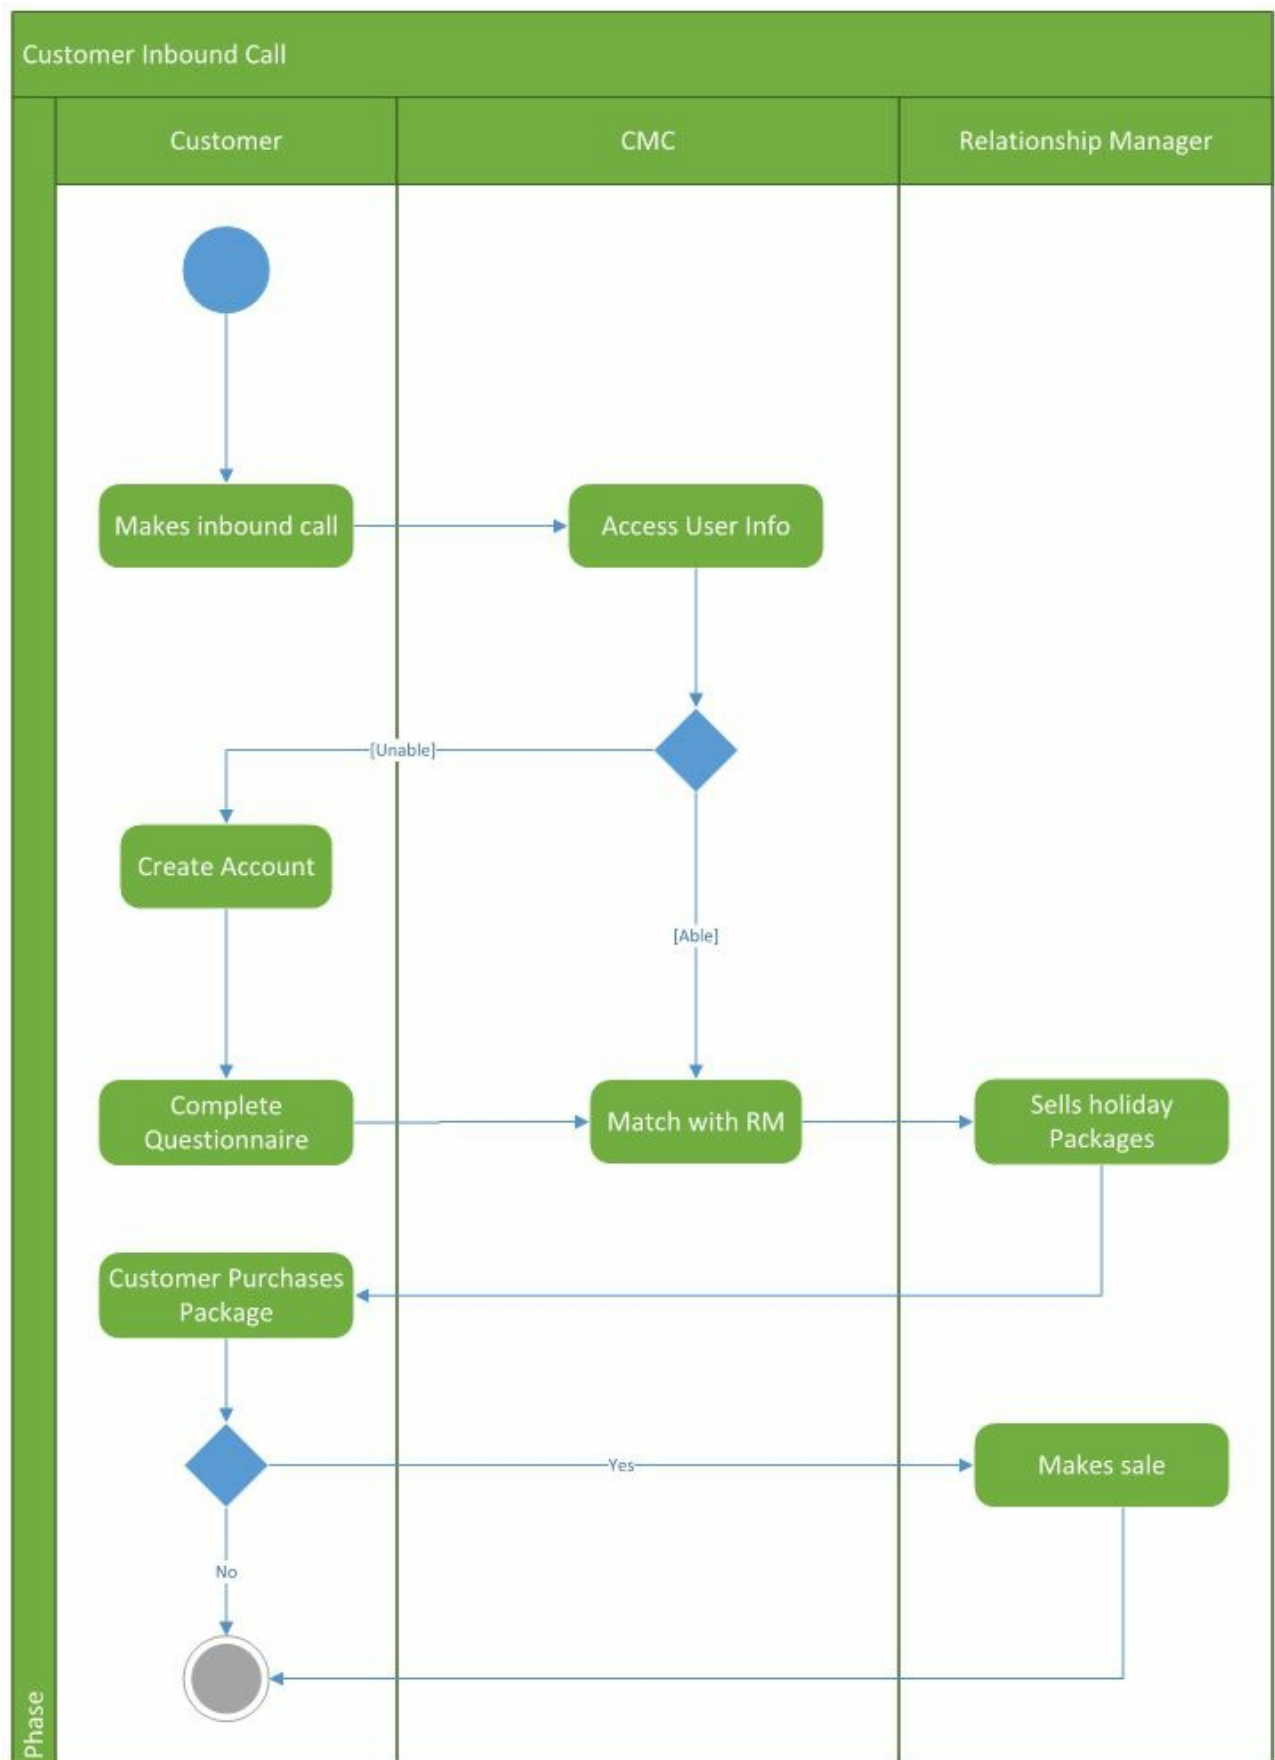 Customer Inbound Call
Customer
CMC
Relationship Manager
Makes inbound call
Access User Info
[Unable]
Create Account
[Able]
Complete
Questionnaire
Match with RM
Sells holiday
Packages
Customer Purchases
Package
Yes
Makes sale
No
Phase